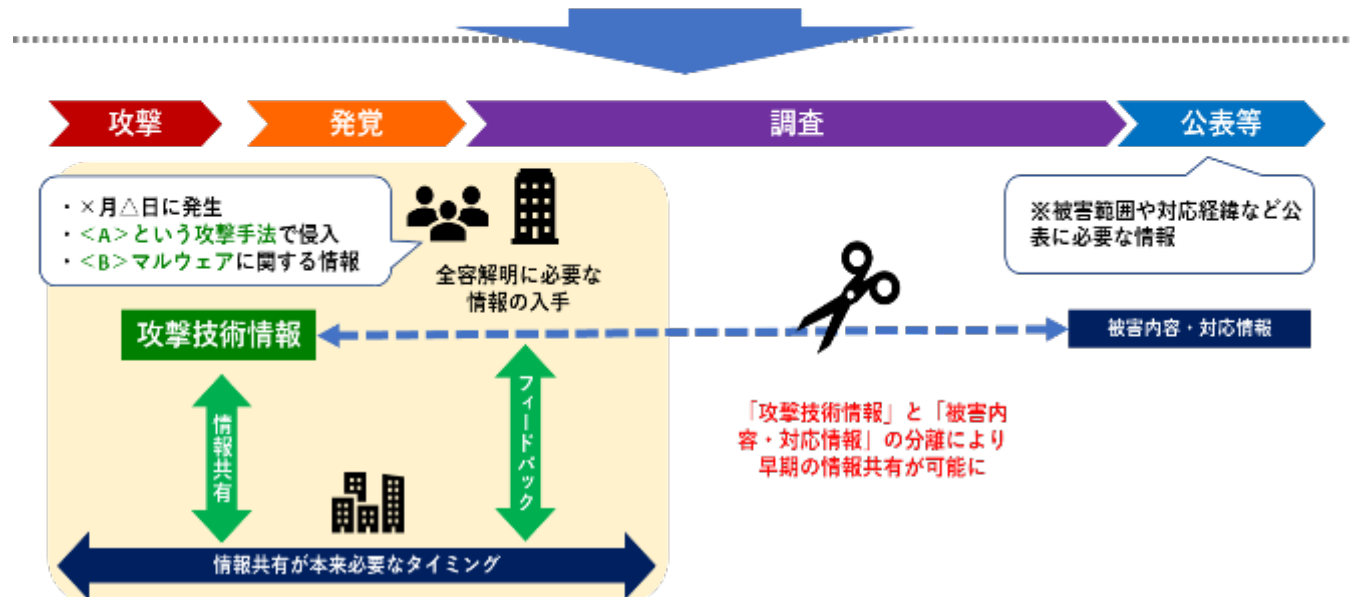 攻撃
発覚
調査
公表等
・×月△日に発生
・<A>という攻撃手法で侵入
・<B>マルウェアに関する情報
全容解明に必要な
情報の入手
※被害範囲や対応経緯など公
表に必要な情報
攻撃技術情報
被害内容・対応情報
情報共有
フィードバック
「攻撃技術情報」と「被害内
容・対応情報」の分離により
早期の情報共有が可能に
情報共有が本来必要なタイミング